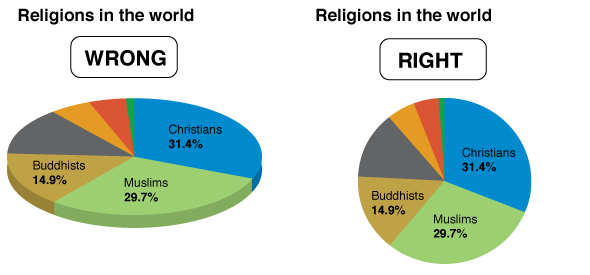 Religions in the world
WRONG
Christians
31.4%
Buddhists
14.9%
Muslims
29.7%
Religions in the world
RIGHT
Christians
31.4%
Buddhists
14.9%
Muslims
29.7%